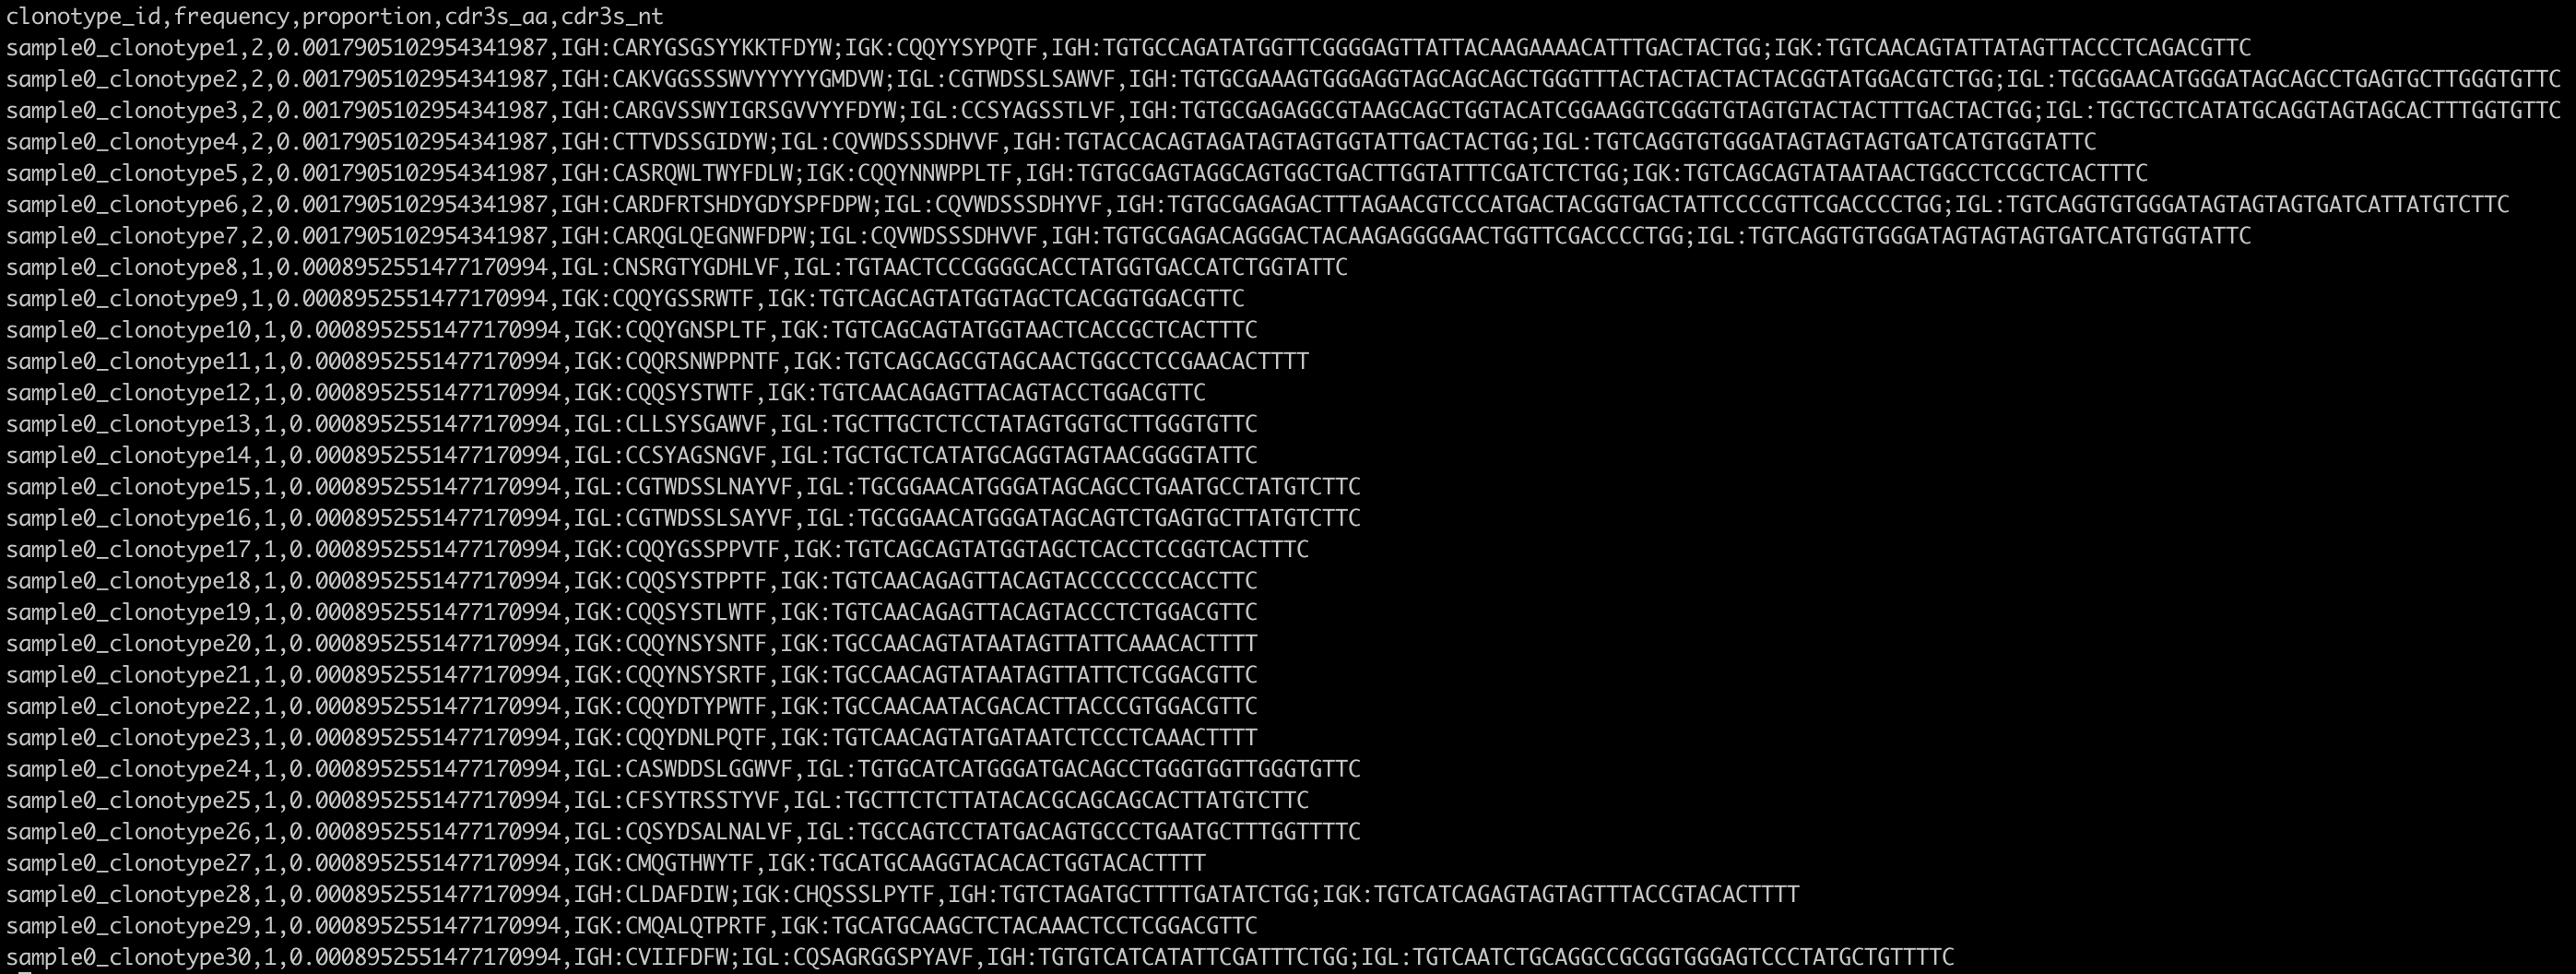 clonotype_id,frequency,proportion,cdr3s_aa,cdr3s_nt
sample0_clonotype1,2,0.0017905102954341987,IGH:CARYGSGSYYKKTFDYW;IGK:CQQYYSYPQTF,IGH:TGTGCCAGATATGGTTCGGGGAGTTATTACAAGAAAACATTTGACTACTGG;IGK:TGTCAACAGTATTATAGTTACCCTCAGACGTTC
sample0_clonotype2,2,0.0017905102954341987,IGH:CAKVGGSSSWVYYYYYGMDVW;IGL:CGTWDSSLSAWVF,IGH:TGTGCGAAAGTGGGAGGTAGCAGCAGCTGGGTTTACTACTACTACTACGGTATGGACGTCTGG;IGL:TGCGGAACATGGGATAGCAGCCTGAGTGCTTGGGTGTTC
sample0_clonotype3,2,0.0017905102954341987,IGH:CARGVSSWYIGRSGVVYYFDYW;IGL:CCSYAGSSTLVF,IGH:TGTGCGAGAGGCGTAAGCAGCTGGTACATCGGAAGGTCGGGTGTAGTGTACTACTTTGACTACTGG;IGL:TGCTGCTCATATGCAGGTAGTAGCACTTTGGTGTTC
sample0_clonotype4,2,0.0017905102954341987,IGH:CTTVDSSGIDYW;IGL:CQVWDSSSDHVVF,IGH:TGTACCACAGTAGATAGTAGTGGTATTGACTACTGG;IGL:TGTCAGGTGTGGGATAGTAGTAGTGATCATGTGGTATTC
sample0_clonotype5,2,0.0017905102954341987,IGH:CASRQWLTWYFDLW;IGK:CQQYNNWPPLTF,IGH:TGTGCGAGTAGGCAGTGGCTGACTTGGTATTTCGATCTCTGG;IGK:TGTCAGCAGTATAATAACTGGCCTCCGCTCACTTTC
sample0_clonotype6,2,0.0017905102954341987,IGH:CARDFRTSHDYGDYSPFDPW;IGL:CQVWDSSSDHYVF,IGH:TGTGCGAGAGACTTTAGAACGTCCCATGACTACGGTGACTATTCCCCGTTCGACCCCTGG;IGL:TGTCAGGTGTGGGATAGTAGTAGTGATCATTATGTCTTC
sample0_clonotype7,2,0.0017905102954341987,IGH:CARQGLQEGNWFDPW;IGL:CQVWDSSSDHVVF,IGH:TGTGCGAGACAGGGACTACAAGAGGGGAACTGGTTCGACCCCTGG;IGL:TGTCAGGTGTGGGATAGTAGTAGTGATCATGTGGTATTC
sample0_clonotype8,1,0.0008952551477170994,IGL:CNSRGTYGDHLVF,IGL:TGTAACTCCCGGGGCACCTATGGTGACCATCTGGTATTC
sample0_clonotype9,1,0.0008952551477170994,IGK:CQQYGSSRWTF,IGK:TGTCAGCAGTATGGTAGCTCACGGTGGACGTTC
sample0_clonotype10,1,0.0008952551477170994,IGK:CQQYGNSPLTF,IGK:TGTCAGCAGTATGGTAACTCACCGCTCACTTTC
sample0_clonotype11,1,0.0008952551477170994,IGK:CQQRSNWPPNTF,IGK:TGTCAGCAGCGTAGCAACTGGCCTCCGAACACTTTT
sample0_clonotype12,1,0.0008952551477170994,IGK:CQQSYSTWTF,IGK:TGTCAACAGAGTTACAGTACCTGGACGTTC
sample0_clonotype13,1,0.0008952551477170994,IGL:CLLSYSGAWVF,IGL:TGCTTGCTCTCCTATAGTGGTGCTTGGGTGTTC
sample0_clonotype14,1,0.0008952551477170994,IGL:CCSYAGSNGVF,IGL:TGCTGCTCATATGCAGGTAGTAACGGGGTATTC
sample0_clonotype15,1,0.0008952551477170994,IGL:CGTWDSSLNAYVF,IGL:TGCGGAACATGGGATAGCAGCCTGAATGCCTATGTCTTC
sample0_clonotype16,1,0.0008952551477170994,IGL:CGTWDSSLSAYVF,IGL:TGCGGAACATGGGATAGCAGTCTGAGTGCTTATGTCTTC
sample0_clonotype17,1,0.0008952551477170994,IGK:CQQYGSSPPVTF,IGK:TGTCAGCAGTATGGTAGCTCACCTCCGGTCACTTTC
sample0_clonotype18,1,0.0008952551477170994,IGK:CQQSYSTPPTF,IGK:TGTCAACAGAGTTACAGTACCCCCCCCACCTTC
sample0_clonotype19,1,0.0008952551477170994,IGK:CQQSYSTLWTF,IGK:TGTCAACAGAGTTACAGTACCCTCTGGACGTTC
sample0_clonotype20,1,0.0008952551477170994,IGK:CQQYNSYSNTF,IGK:TGCCAACAGTATAATAGTTATTCAAACACTTTT
sample0_clonotype21,1,0.0008952551477170994,IGK:CQQYNSYSRTF,IGK:TGCCAACAGTATAATAGTTATTCTCGGACGTTC
sample0_clonotype22,1,0.0008952551477170994,IGK:CQQYDTYPWTF,IGK:TGCCAACAATACGACACTTACCCGTGGACGTTC
sample0_clonotype23,1,0.0008952551477170994,IGK:CQQYDNLPQTF,IGK:TGTCAACAGTATGATAATCTCCCTCAAACTTTT
sample0_clonotype24,1,0.0008952551477170994,IGL:CASWDDSLGGWVF,IGL:TGTGCATCATGGGATGACAGCCTGGGTGGTTGGGTGTTC
sample0_clonotype25,1,0.0008952551477170994,IGL:CFSYTRSSTYVF,IGL:TGCTTCTCTTATACACGCAGCAGCACTTATGTCTTC
sample0_clonotype26,1,0.0008952551477170994,IGL:CQSYDSALNALVF,IGL:TGCCAGTCCTATGACAGTGCCCTGAATGCTTTGGTTTTC
sample0_clonotype27,1,0.0008952551477170994,IGK:CMQGTHWYTF,IGK:TGCATGCAAGGTACACACTGGTACACTTTT
sample0_clonotype28,1,0.0008952551477170994,IGH:CLDAFDIW;IGK:CHQSSSLPYTF,IGH:TGTCTAGATGCTTTTGATATCTGG;IGK:TGTCATCAGAGTAGTAGTTTACCGTACACTTTT
sample0_clonotype29,1,0.0008952551477170994,IGK:CMQALQTPRTF,IGK:TGCATGCAAGCTCTACAAACTCCTCGGACGTTC
sample0_clonotype30,1,0.0008952551477170994,IGH:CVIIFDFW;IGL:CQSAGRGGSPYAVF,IGH:TGTGTCATCATATTCGATTTCTGG;IGL:TGTCAATCTGCAGGCCGCGGTGGGAGTCCCTATGCTGTTTTC